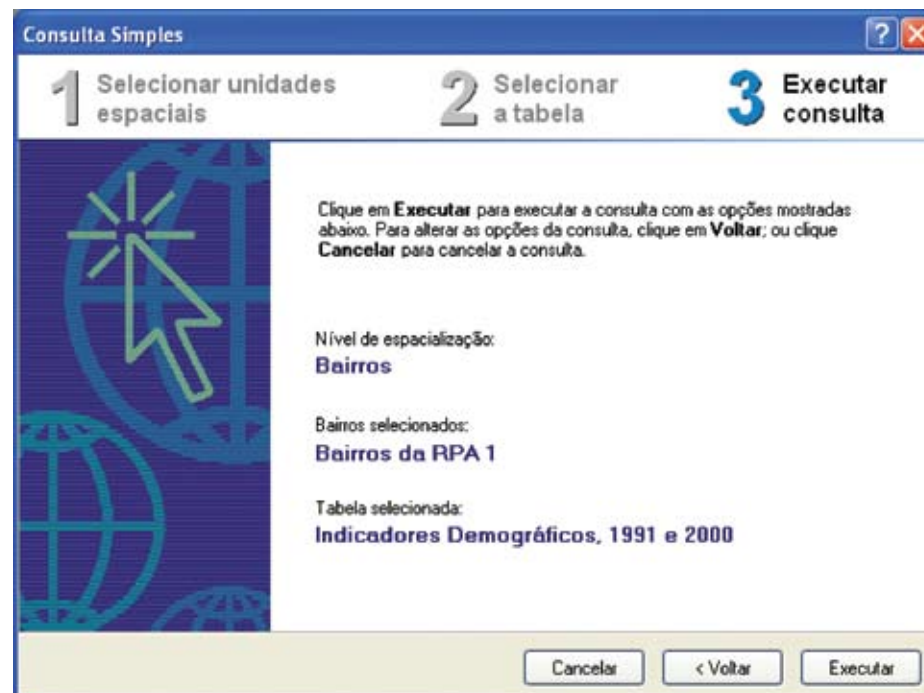 Consulta Simples
1 Selecionar unidades
espaciais
2 Selecionar
a tabela
3 Executar
consulta
Clique em Executar para executar a consulta com as opções mostradas
abaixo. Para alterar as opções da consulta, clique em Voltar; ou clique
Cancelar para cancelar a consulta.
Nível de espacialização:
Bairros
Bairros selecionados:
Bairros da RPA 1
Tabela selecionada:
Indicadores Demográficos, 1991 e 2000
Cancelar
< Voltar
Executar